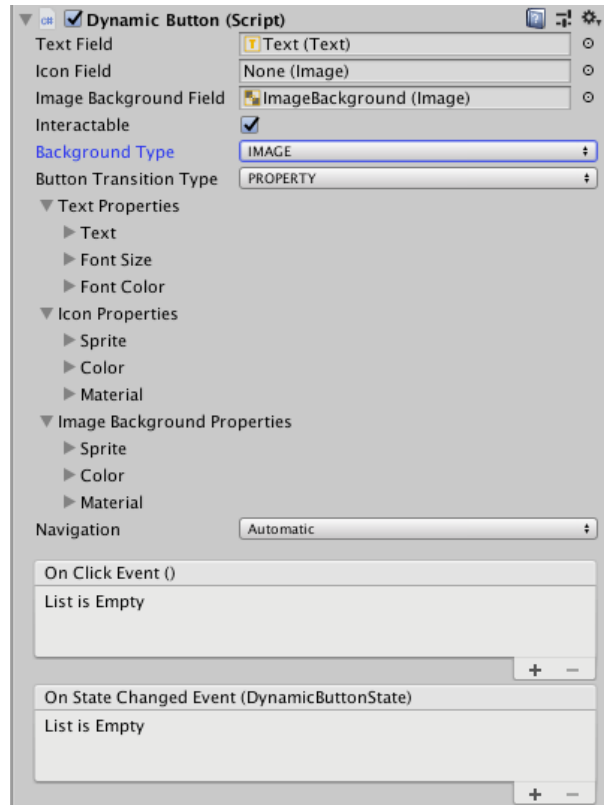 Dynamic Button (Script)
Text Field Text (Text)
Icon Field None (Image)
Image Background Field ImageBackground (Image)
Interactable
Background Type IMAGE
Button Transition Type PROPERTY
Text Properties
Text
Font Size
Font Color
Icon Properties
Sprite
Color
Material
Image Background Properties
Sprite
Color
Material
Navigation Automatic
On Click Event ()
List is Empty
+ −
On State Changed Event (DynamicButtonState)
List is Empty
+ −